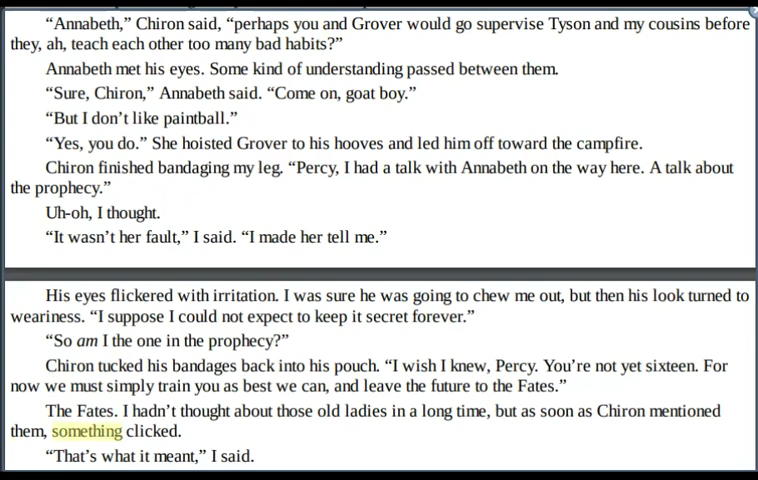 “Annabeth,” Chiron said, “perhaps you and Grover would go supervise Tyson and my cousins before
they, ah, teach each other too many bad habits?”
Annabeth met his eyes. Some kind of understanding passed between them.
“Sure, Chiron,” Annabeth said. “Come on, goat boy.”
“But I don’t like paintball.”
“Yes, you do.” She hoisted Grover to his hooves and led him off toward the campfire.
Chiron finished bandaging my leg. “Percy, I had a talk with Annabeth on the way here. A talk about
the prophecy.”
Uh-oh, I thought.
“It wasn’t her fault,” I said. “I made her tell me.”
His eyes flickered with irritation. I was sure he was going to chew me out, but then his look turned to
weariness. “I suppose I could not expect to keep it secret forever.”
“So am I the one in the prophecy?”
Chiron tucked his bandages back into his pouch. “I wish I knew, Percy. You’re not yet sixteen. For
now we must simply train you as best we can, and leave the future to the Fates.”
The Fates. I hadn’t thought about those old ladies in a long time, but as soon as Chiron mentioned
them, something clicked.
“That’s what it meant,” I said.